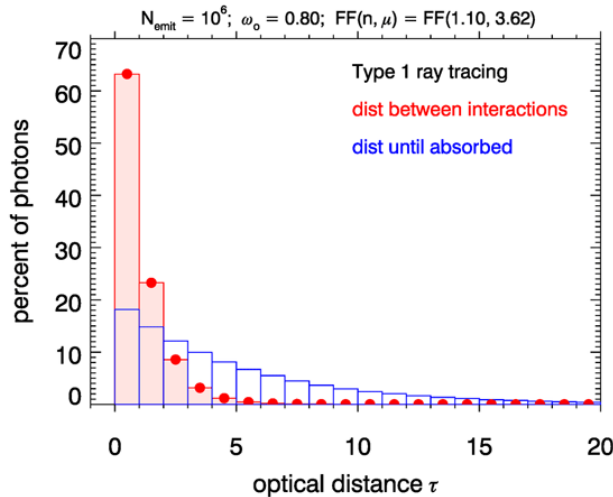 N_emit = 10^6; ω_o = 0.80; FF(n, μ) = FF(1.10, 3.62)
70
60
50
40
30
20
10
0
percent of photons
Type 1 ray tracing
dist between interactions
dist until absorbed
0 5 10 15 20
optical distance τ